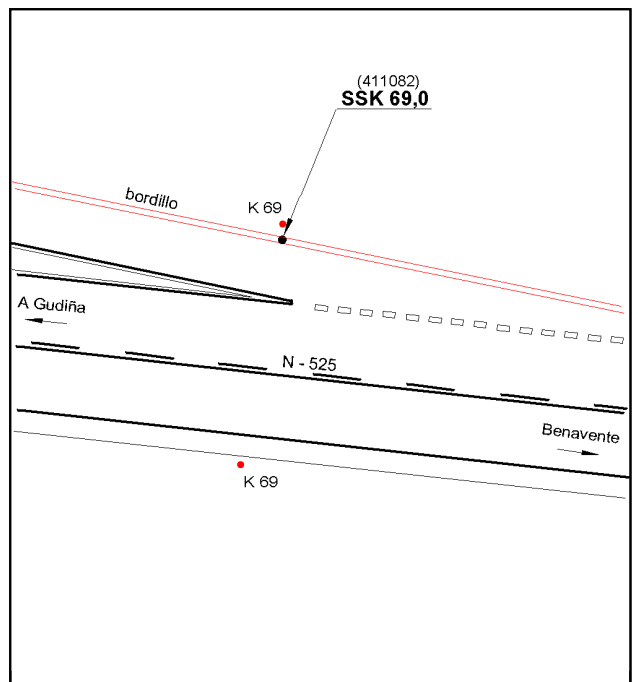 (411082)
SSK 69,0
bordillo
K 69
A Gudiña
N - 525
Benavente
K 69